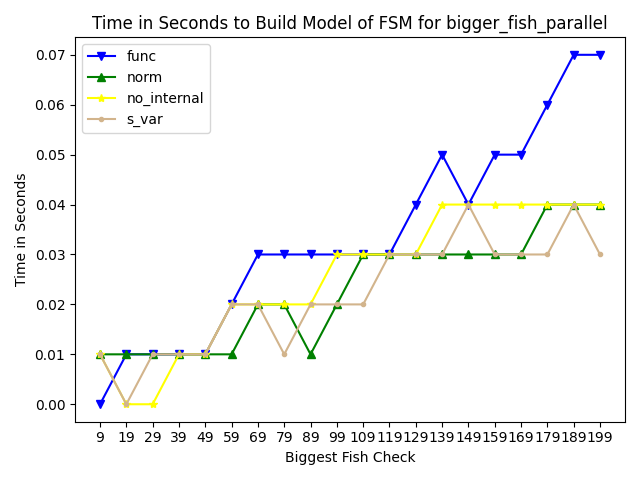 Time in Seconds to Build Model of FSM for bigger_fish_parallel
func
norm
no_internal
s_var
0.07
0.06
0.05
0.04
0.03
0.02
0.01
0.00
Time in Seconds
9 19 29 39 49 59 69 79 89 99 109 119 129 139 149 159 169 179 189 199
Biggest Fish Check